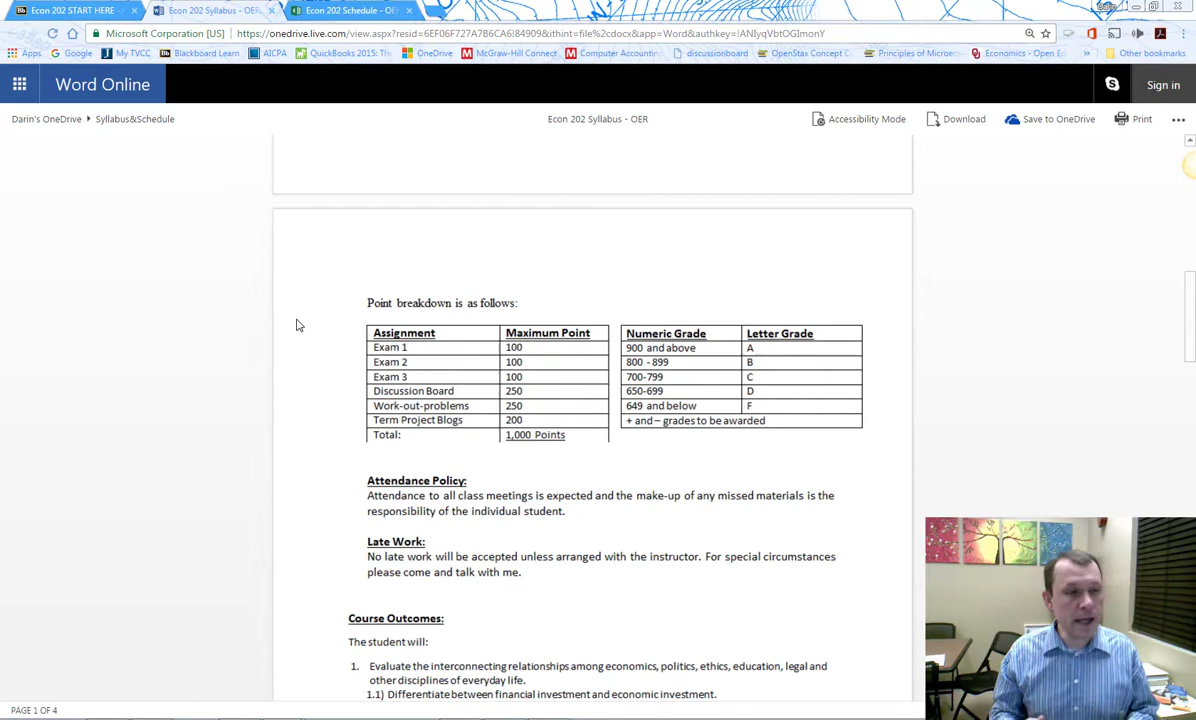 Econ 202 START HERE
Econ 202 Syllabus - OER
Econ 202 Schedule - OER
Microsoft Corporation [US] https://onedrive.live.com/view.aspx?resid=6EF06F727A7B6CA6!84909&ithint=file%2cdocx&app=Word&authkey=!ANIyqVbtOGImonY
Apps Google My TVCC Blackboard Learn QuickBooks 2015: Th OneDrive McGraw-Hill Connect Computer Accounting discussionboard OpenStax Concept Co Principles of Microec Economics - Open Ec » Other bookmarks
Word Online Sign in
Darin's OneDrive Syllabus&Schedule Econ 202 Syllabus - OER Accessibility Mode Download Save to OneDrive Print
Point breakdown is as follows:
Assignment Maximum Point Numeric Grade Letter Grade
Exam 1 100 900 and above A
Exam 2 100 800 - 899 B
Exam 3 100 700-799 C
Discussion Board 250 650-699 D
Work-out-problems 250 649 and below F
Term Project Blogs 200 + and – grades to be awarded
Total: 1,000 Points
Attendance Policy:
Attendance to all class meetings is expected and the make-up of any missed materials is the
responsibility of the individual student.
Late Work:
No late work will be accepted unless arranged with the instructor. For special circumstances
please come and talk with me.
Course Outcomes:
The student will:
1. Evaluate the interconnecting relationships among economics, politics, ethics, education, legal and
other disciplines of everyday life.
1.1) Differentiate between financial investment and economic investment.
PAGE 1 OF 4